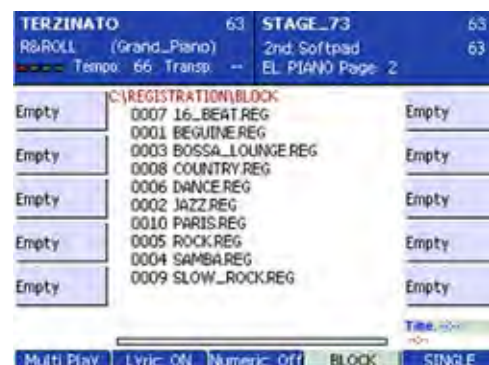 TERZINATO 63 STAGE_73 63
R&ROLL (Grand_Piano) 2nd: Softpad 63
Tempo: 66 Transp: -- EL PIANO Page: 2
C:\REGISTRATION\BLOCK
Empty 0007 16_BEAT.REG Empty
0001 BEGUINE.REG
Empty 0003 BOSSA_LOUNGE.REG Empty
0008 COUNTRY.REG
Empty 0006 DANCE.REG Empty
0002 JAZZ.REG
0010 PARIS.REG
Empty 0005 ROCK.REG Empty
0004 SAMBA.REG
Empty 0009 SLOW_ROCK.REG Empty
Time: --:--
--:--
Multi Play Lyric: ON Numeric: Off BLOCK SINGLE